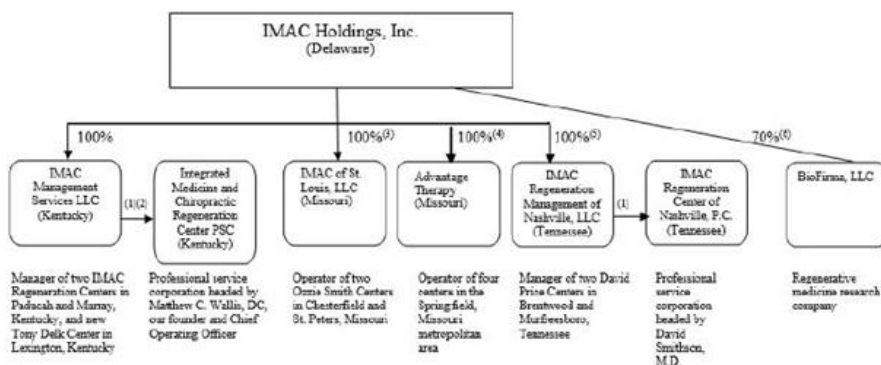 IMAC Holdings, Inc.
(Delaware)
100%
100%(3)
100%(4)
100%(5)
70%(6)
IMAC
Management
Services LLC
(Kentucky)
(1)(2)
Integrated
Medicine and
Chiropractic
Regeneration
Center PSC
(Kentucky)
IMAC of St.
Louis, LLC
(Missouri)
Advantage
Therapy
(Missouri)
IMAC
Regeneration
Management of
Nashville, LLC
(Tennessee)
(1)
IMAC
Regeneration
Center of
Nashville, P.C.
(Tennessee)
BioFirma, LLC
Manager of two IMAC
Regeneration Centers in
Paducah and Murray,
Kentucky, and new
Tony Delk Center in
Lexington, Kentucky
Professional service
corporation headed by
Matthew C. Wallis, DC,
our founder and Chief
Operating Officer
Operator of two
Ozzie Smith Centers
in Chesterfield and
St. Peters, Missouri
Operator of four
centers in the
Springfield,
Missouri
metropolitan
area
Manager of two David
Price Centers in
Brentwood and
Murfreesboro,
Tennessee
Professional
service
corporation
headed by
David
Smithson,
M.D.
Regenerative
medicine research
company